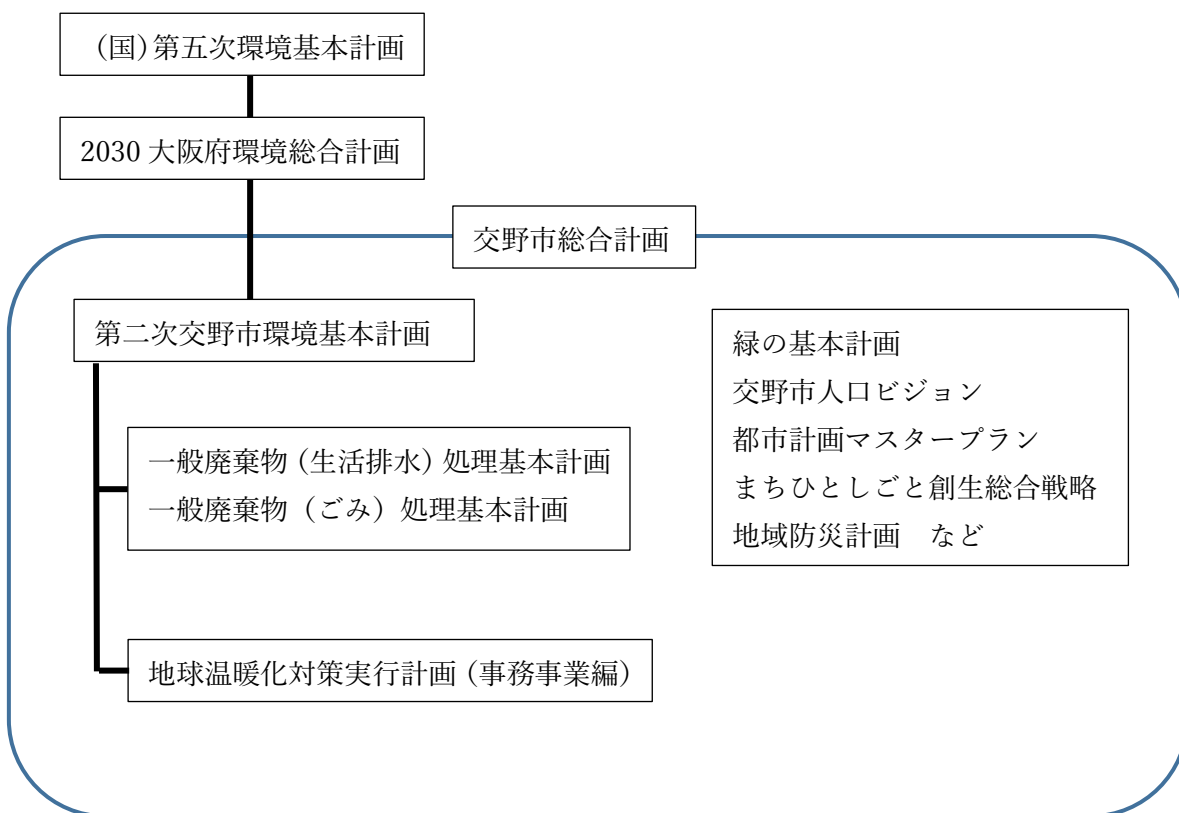 (国)第五次環境基本計画
2030 大阪府環境総合計画
交野市総合計画
第二次交野市環境基本計画
一般廃棄物(生活排水)処理基本計画
一般廃棄物(ごみ)処理基本計画
地球温暖化対策実行計画(事務事業編)
緑の基本計画
交野市人口ビジョン
都市計画マスタープラン
まちひとしごと創生総合戦略
地域防災計画　など